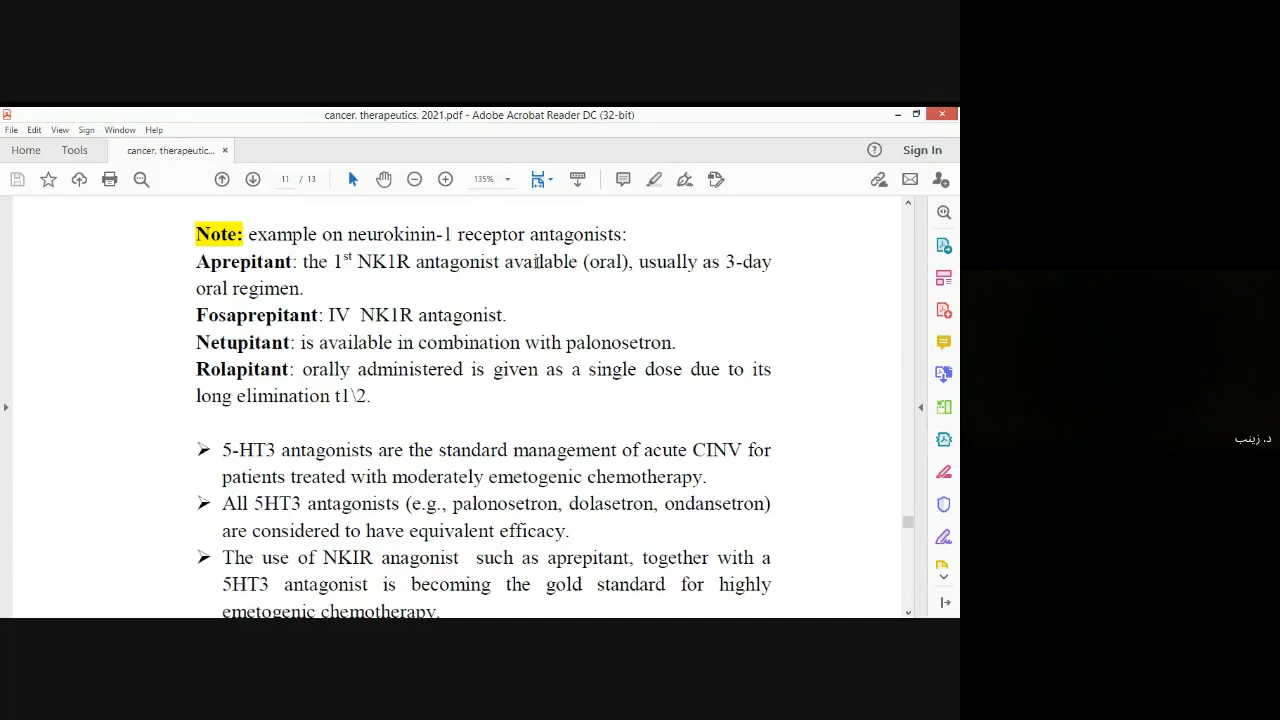 cancer. therapeutics. 2021.pdf - Adobe Acrobat Reader DC (32-bit)
File Edit View Sign Window Help
Home Tools cancer. therapeutic... ×
Sign In
11 / 13
135%
Note: example on neurokinin-1 receptor antagonists:
Aprepitant: the 1st NK1R antagonist available (oral), usually as 3-day
oral regimen.
Fosaprepitant: IV NK1R antagonist.
Netupitant: is available in combination with palonosetron.
Rolapitant: orally administered is given as a single dose due to its
long elimination t1\2.
➢ 5-HT3 antagonists are the standard management of acute CINV for
patients treated with moderately emetogenic chemotherapy.
➢ All 5HT3 antagonists (e.g., palonosetron, dolasetron, ondansetron)
are considered to have equivalent efficacy.
➢ The use of NKIR anagonist such as aprepitant, together with a
5HT3 antagonist is becoming the gold standard for highly
emetogenic chemotherapy.
د. زينب